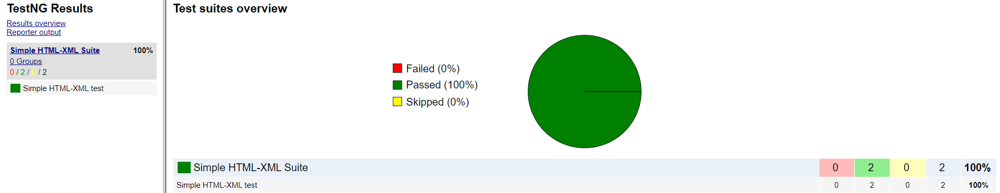 TestNG Results
Results overview
Reporter output
Simple HTML-XML Suite 100%
0 Groups
0 / 2 / 0 / 2
Simple HTML-XML test
Test suites overview
Failed (0%)
Passed (100%)
Skipped (0%)
Simple HTML-XML Suite 0 2 0 2 100%
Simple HTML-XML test 0 2 0 2 100%